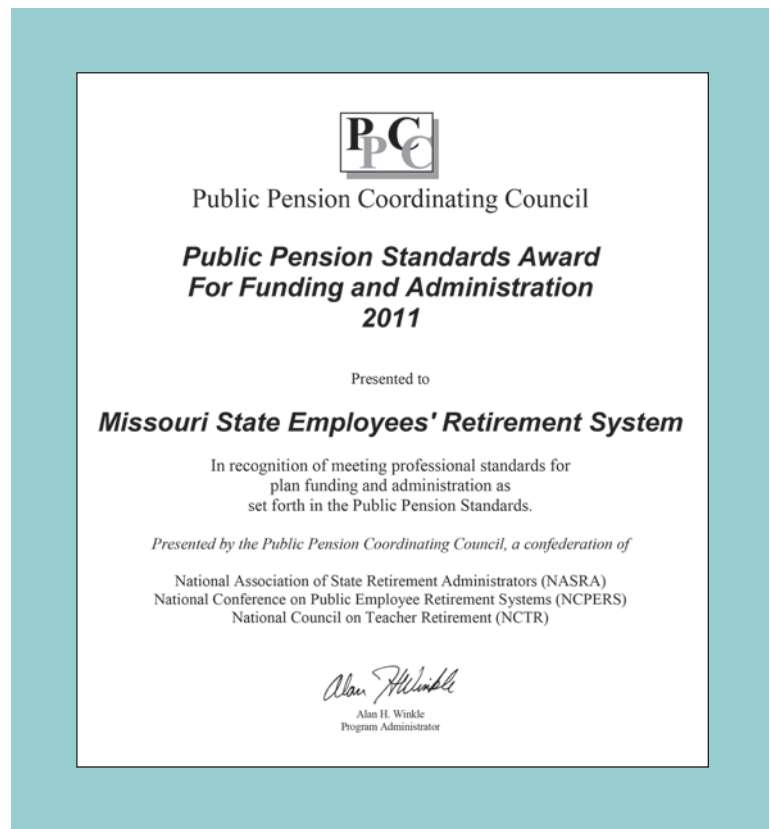 PPCC
Public Pension Coordinating Council
Public Pension Standards Award
For Funding and Administration
2011
Presented to
Missouri State Employees' Retirement System
In recognition of meeting professional standards for
plan funding and administration as
set forth in the Public Pension Standards.
Presented by the Public Pension Coordinating Council, a confederation of
National Association of State Retirement Administrators (NASRA)
National Conference on Public Employee Retirement Systems (NCPERS)
National Council on Teacher Retirement (NCTR)
Alan H Winkle
Alan H. Winkle
Program Administrator